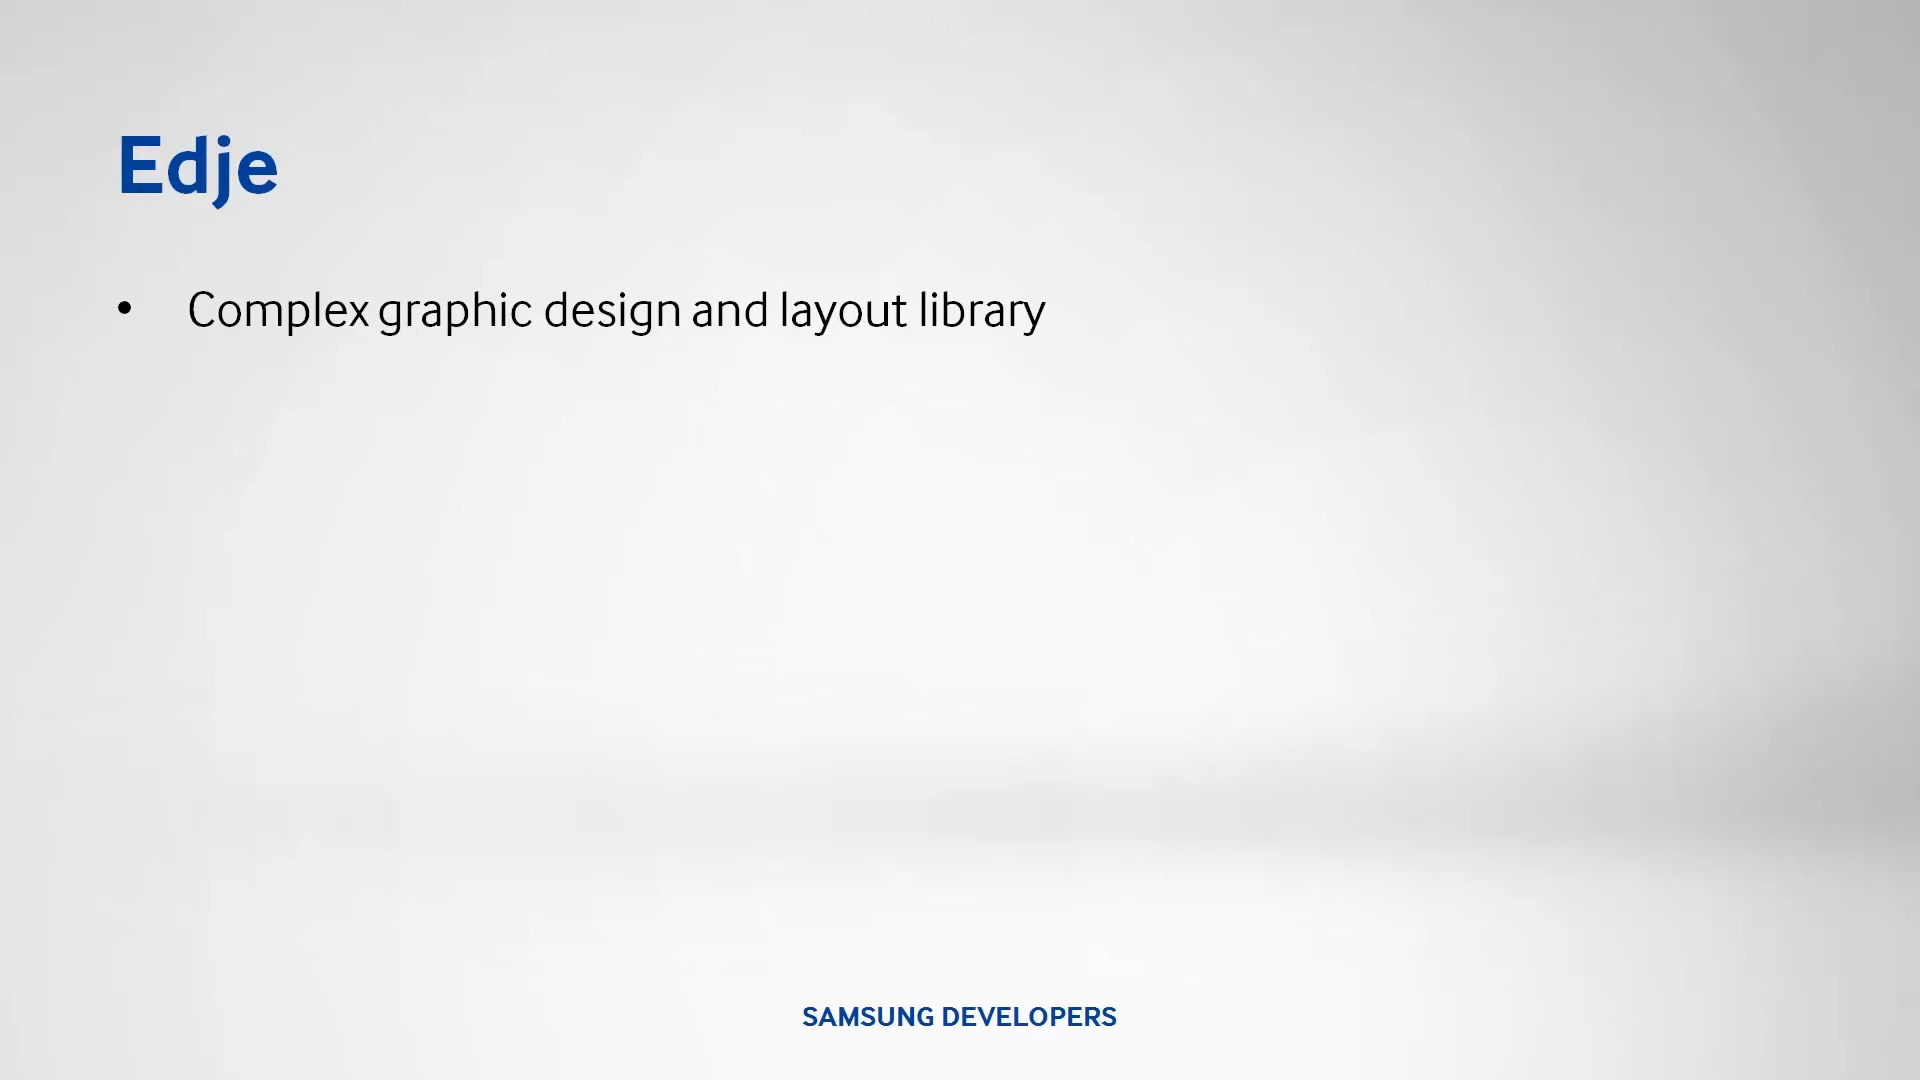 Edje
• Complex graphic design and layout library
SAMSUNG DEVELOPERS